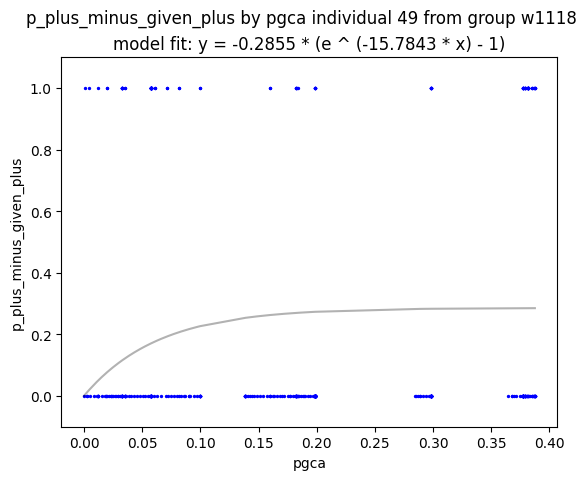 p_plus_minus_given_plus by pgca individual 49 from group w1118
model fit: y = -0.2855 * (e ^ (-15.7843 * x) - 1)
1.0
0.8
0.6
0.4
0.2
0.0
p_plus_minus_given_plus
0.00 0.05 0.10 0.15 0.20 0.25 0.30 0.35 0.40
pgca